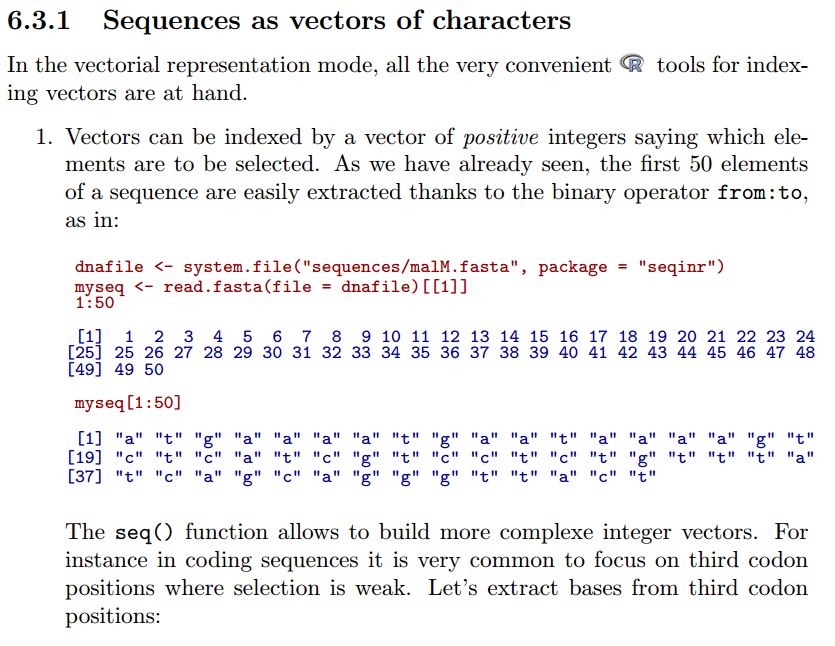 6.3.1 Sequences as vectors of characters
In the vectorial representation mode, all the very convenient R tools for index-
ing vectors are at hand.
1. Vectors can be indexed by a vector of positive integers saying which ele-
ments are to be selected. As we have already seen, the first 50 elements
of a sequence are easily extracted thanks to the binary operator from:to,
as in:
dnafile <- system.file("sequences/malM.fasta", package = "seqinr")
myseq <- read.fasta(file = dnafile)[[1]]
1:50
[1] 1 2 3 4 5 6 7 8 9 10 11 12 13 14 15 16 17 18 19 20 21 22 23 24
[25] 25 26 27 28 29 30 31 32 33 34 35 36 37 38 39 40 41 42 43 44 45 46 47 48
[49] 49 50
myseq[1:50]
[1] "a" "t" "g" "a" "a" "a" "a" "t" "g" "a" "a" "t" "a" "a" "a" "a" "g" "t"
[19] "c" "t" "c" "a" "t" "c" "g" "t" "c" "c" "t" "c" "t" "g" "t" "t" "t" "a"
[37] "t" "c" "a" "g" "c" "a" "g" "g" "g" "t" "t" "a" "c" "t"
The seq() function allows to build more complexe integer vectors. For
instance in coding sequences it is very common to focus on third codon
positions where selection is weak. Let's extract bases from third codon
positions: